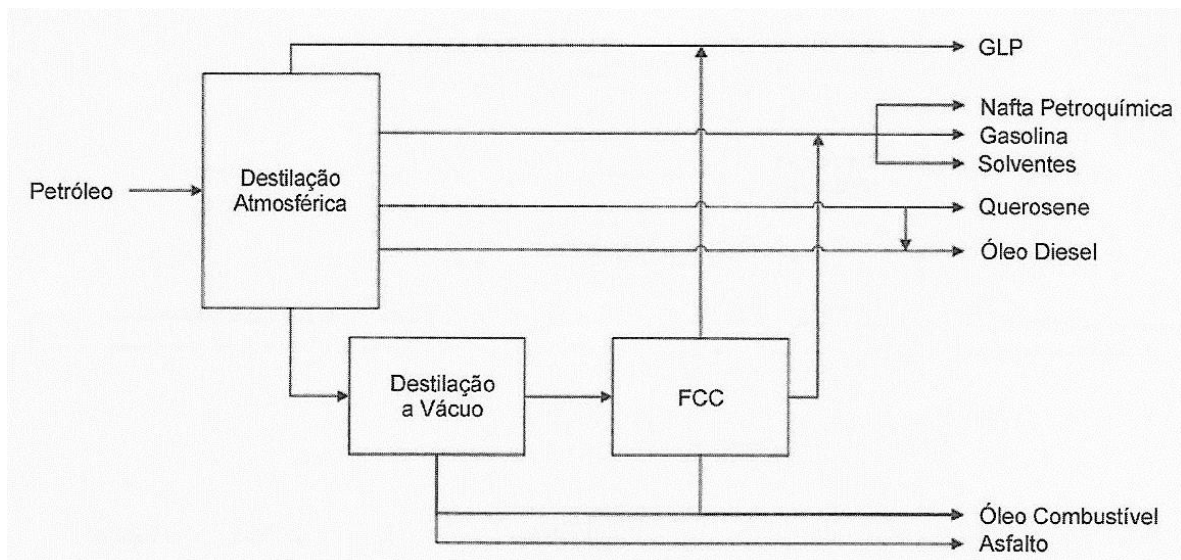 GLP
Nafta Petroquímica
Gasolina
Solventes
Petróleo
Destilação
Atmosférica
Querosene
Óleo Diesel
Destilação
a Vácuo
FCC
Óleo Combustível
Asfalto